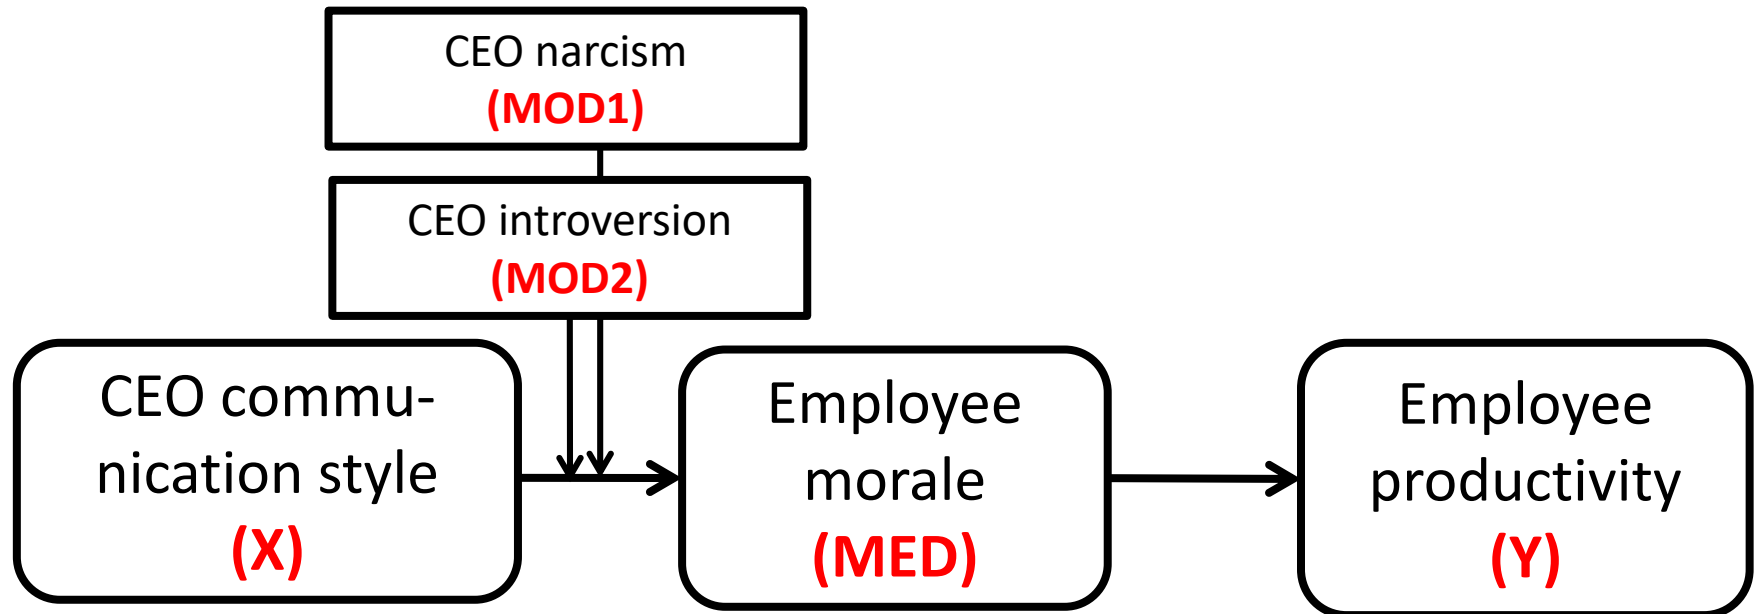 CEO narcism
(MOD1)
CEO introversion
(MOD2)
CEO commu-
nication style
(X)
Employee
morale
(MED)
Employee
productivity
(Y)